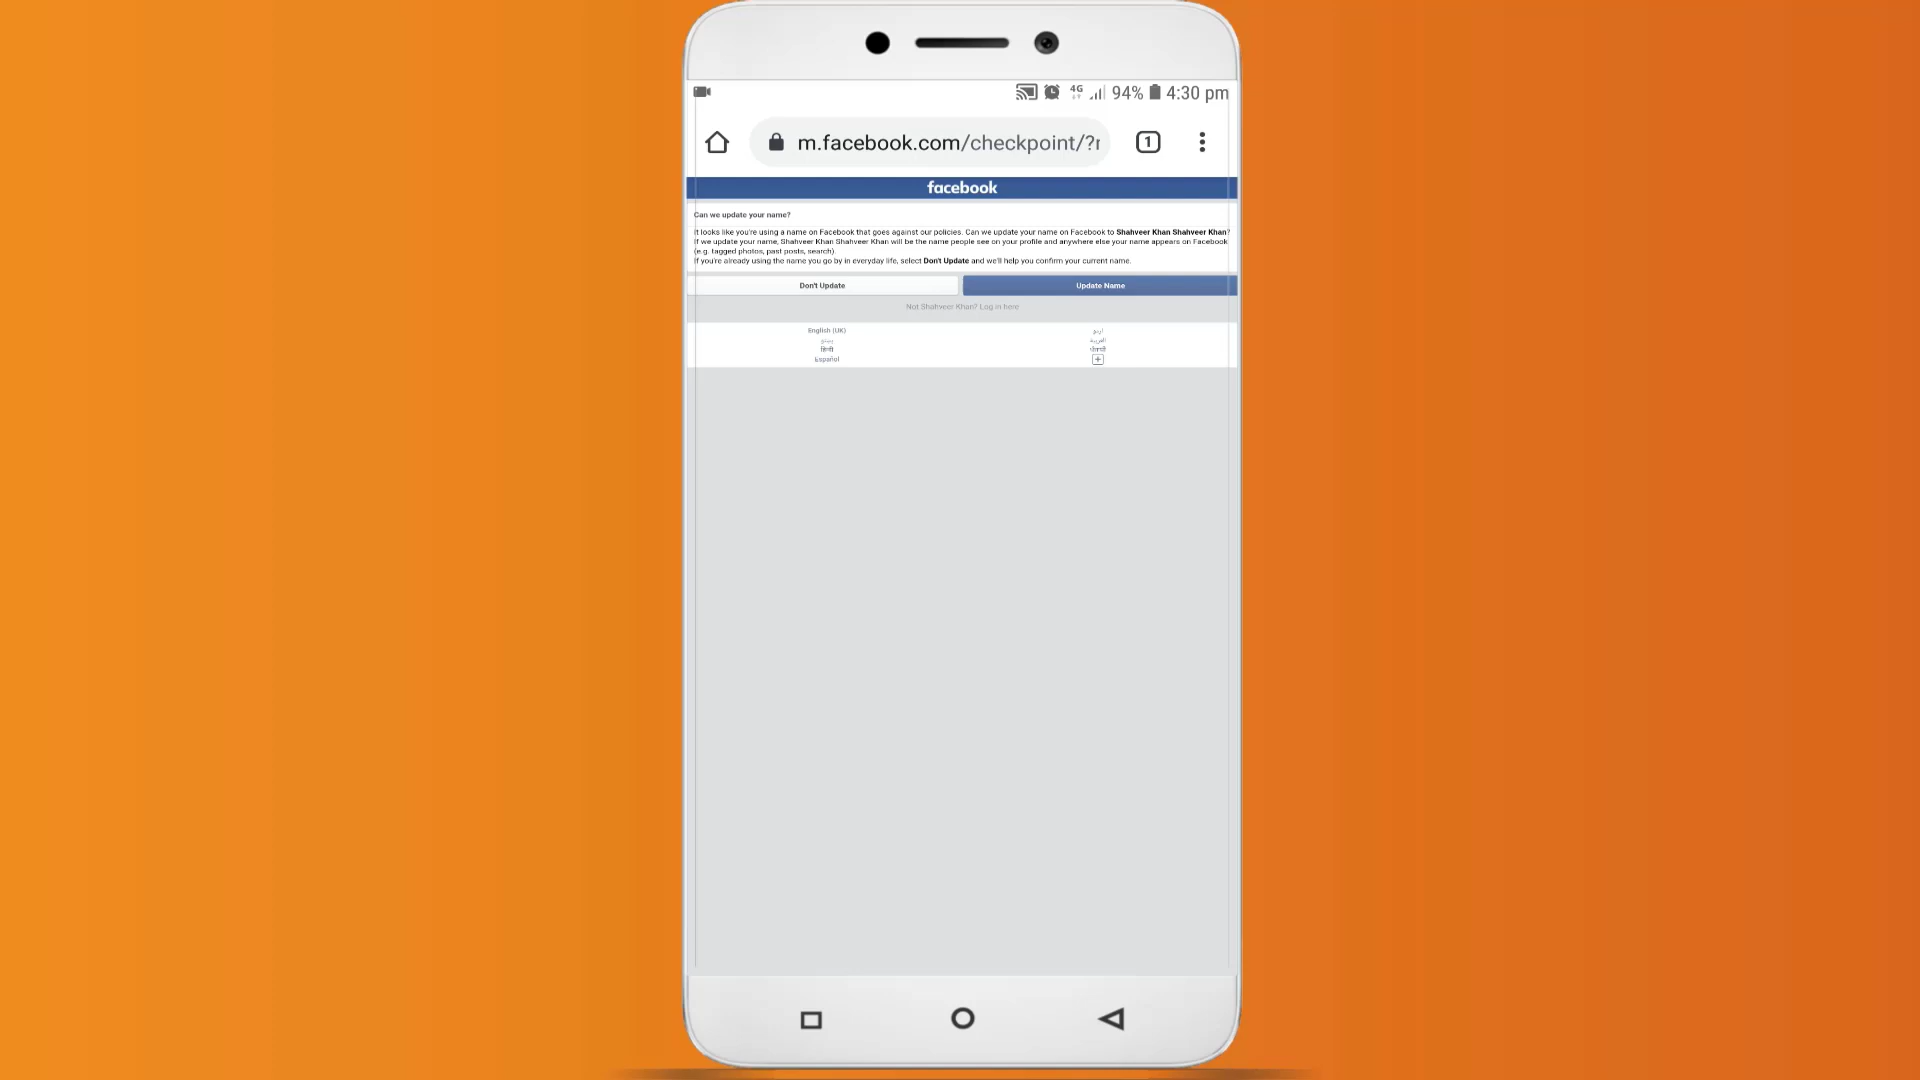 4G 94% 4:30 pm
m.facebook.com/checkpoint/?r
1
facebook
Can we update your name?
It looks like you're using a name on Facebook that goes against our policies. Can we update your name on Facebook to Shahveer Khan Shahveer Khan?
If we update your name, Shahveer Khan Shahveer Khan will be the name people see on your profile and anywhere else your name appears on Facebook
(e.g. tagged photos, past posts, search).
If you're already using the name you go by in everyday life, select Don't Update and we'll help you confirm your current name.
Don't Update Update Name
Not Shahveer Khan? Log in here
English (UK) اردو
پښتو العربية
हिन्दी ਪੰਜਾਬੀ
Español